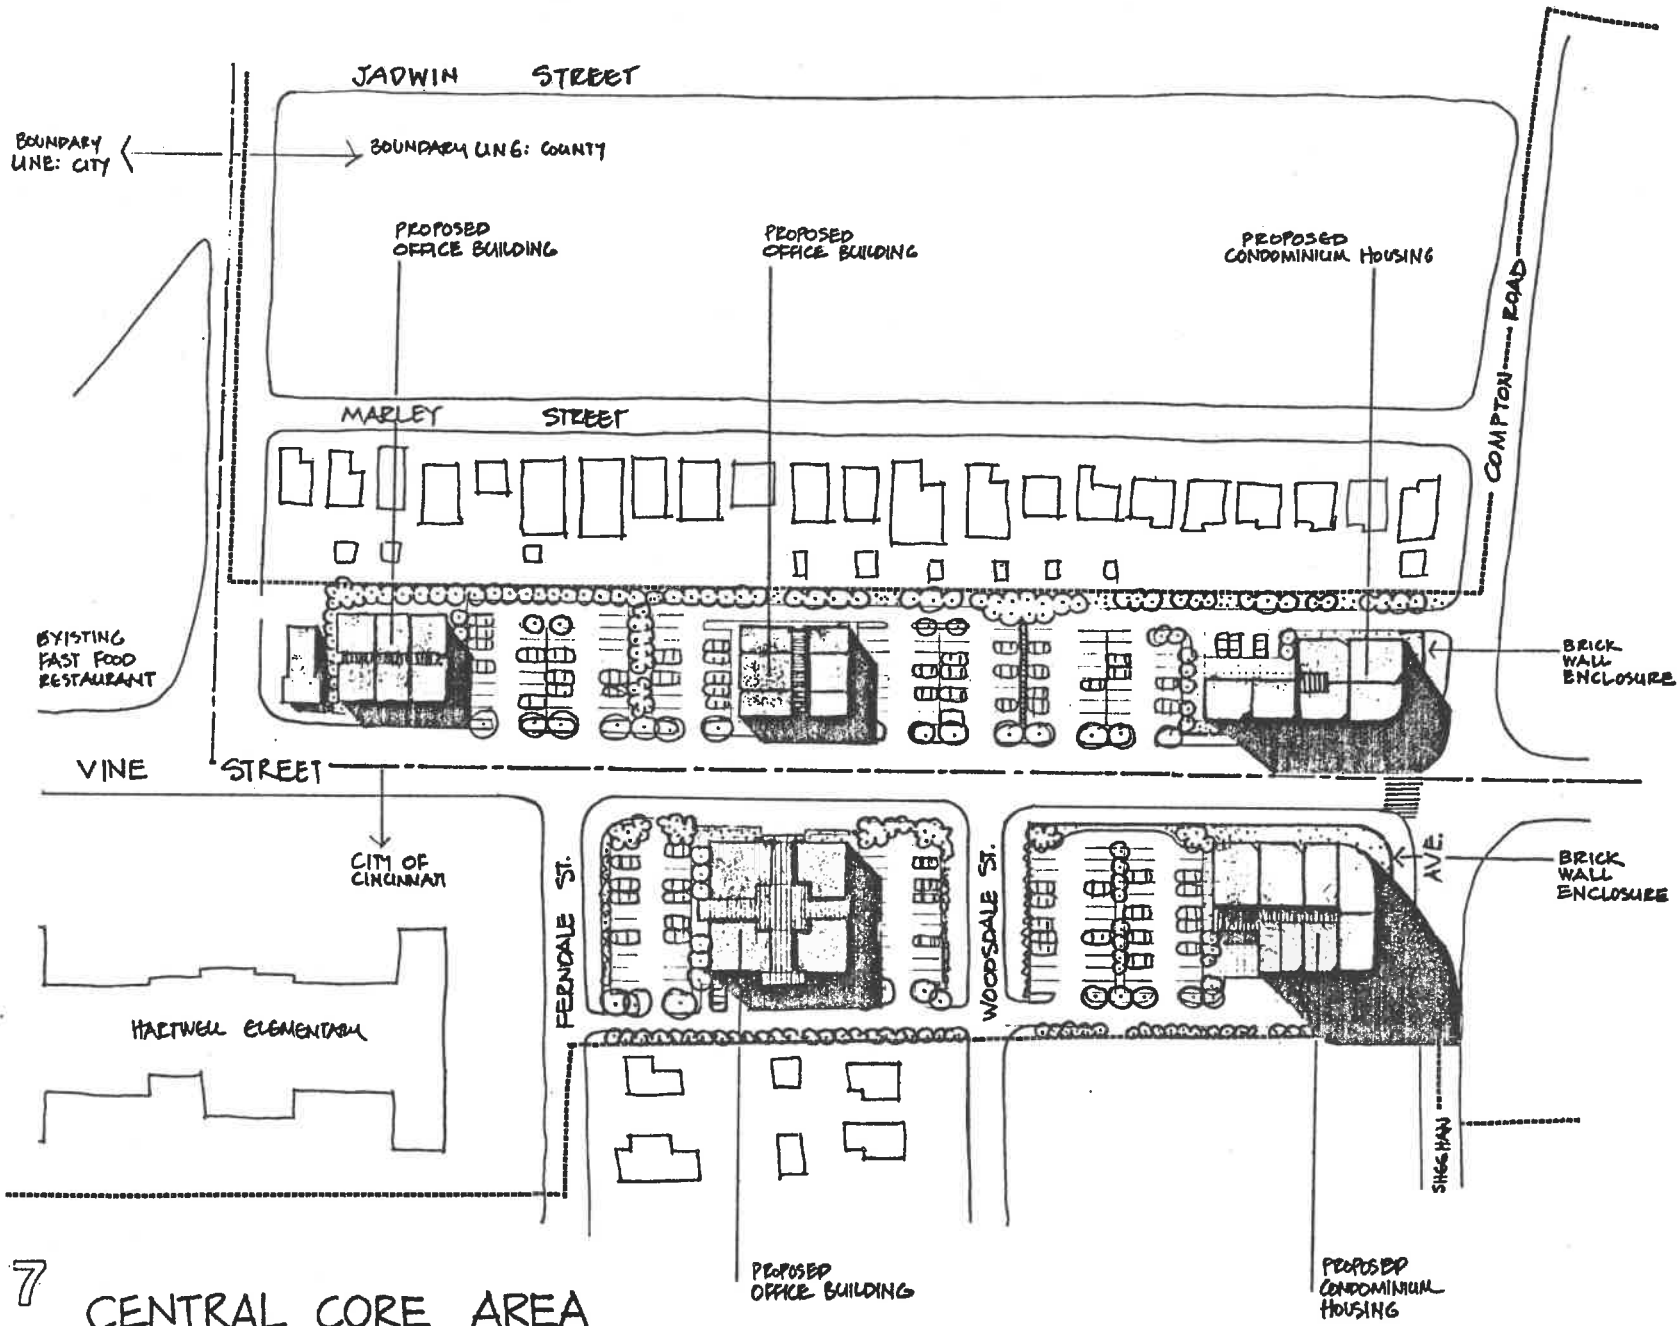 JADWIN STREET
BOUNDARY
LINE: CITY
BOUNDARY LINE: COUNTY
PROPOSED
OFFICE BUILDING
PROPOSED
OFFICE BUILDING
PROPOSED
CONDOMINIUM HOUSING
COMPTON ROAD
MARLEY STREET
EXISTING
FAST FOOD
RESTAURANT
BRICK
WALL
ENCLOSURE
VINE STREET
CITY OF
CINCINNATI
FERNDALE ST.
WOODSDALE ST.
AVE.
BRICK
WALL
ENCLOSURE
HARTWELL ELEMENTARY
SHEEHAN
PROPOSED
OFFICE BUILDING
PROPOSED
CONDOMINIUM
HOUSING
7
CENTRAL CORE AREA